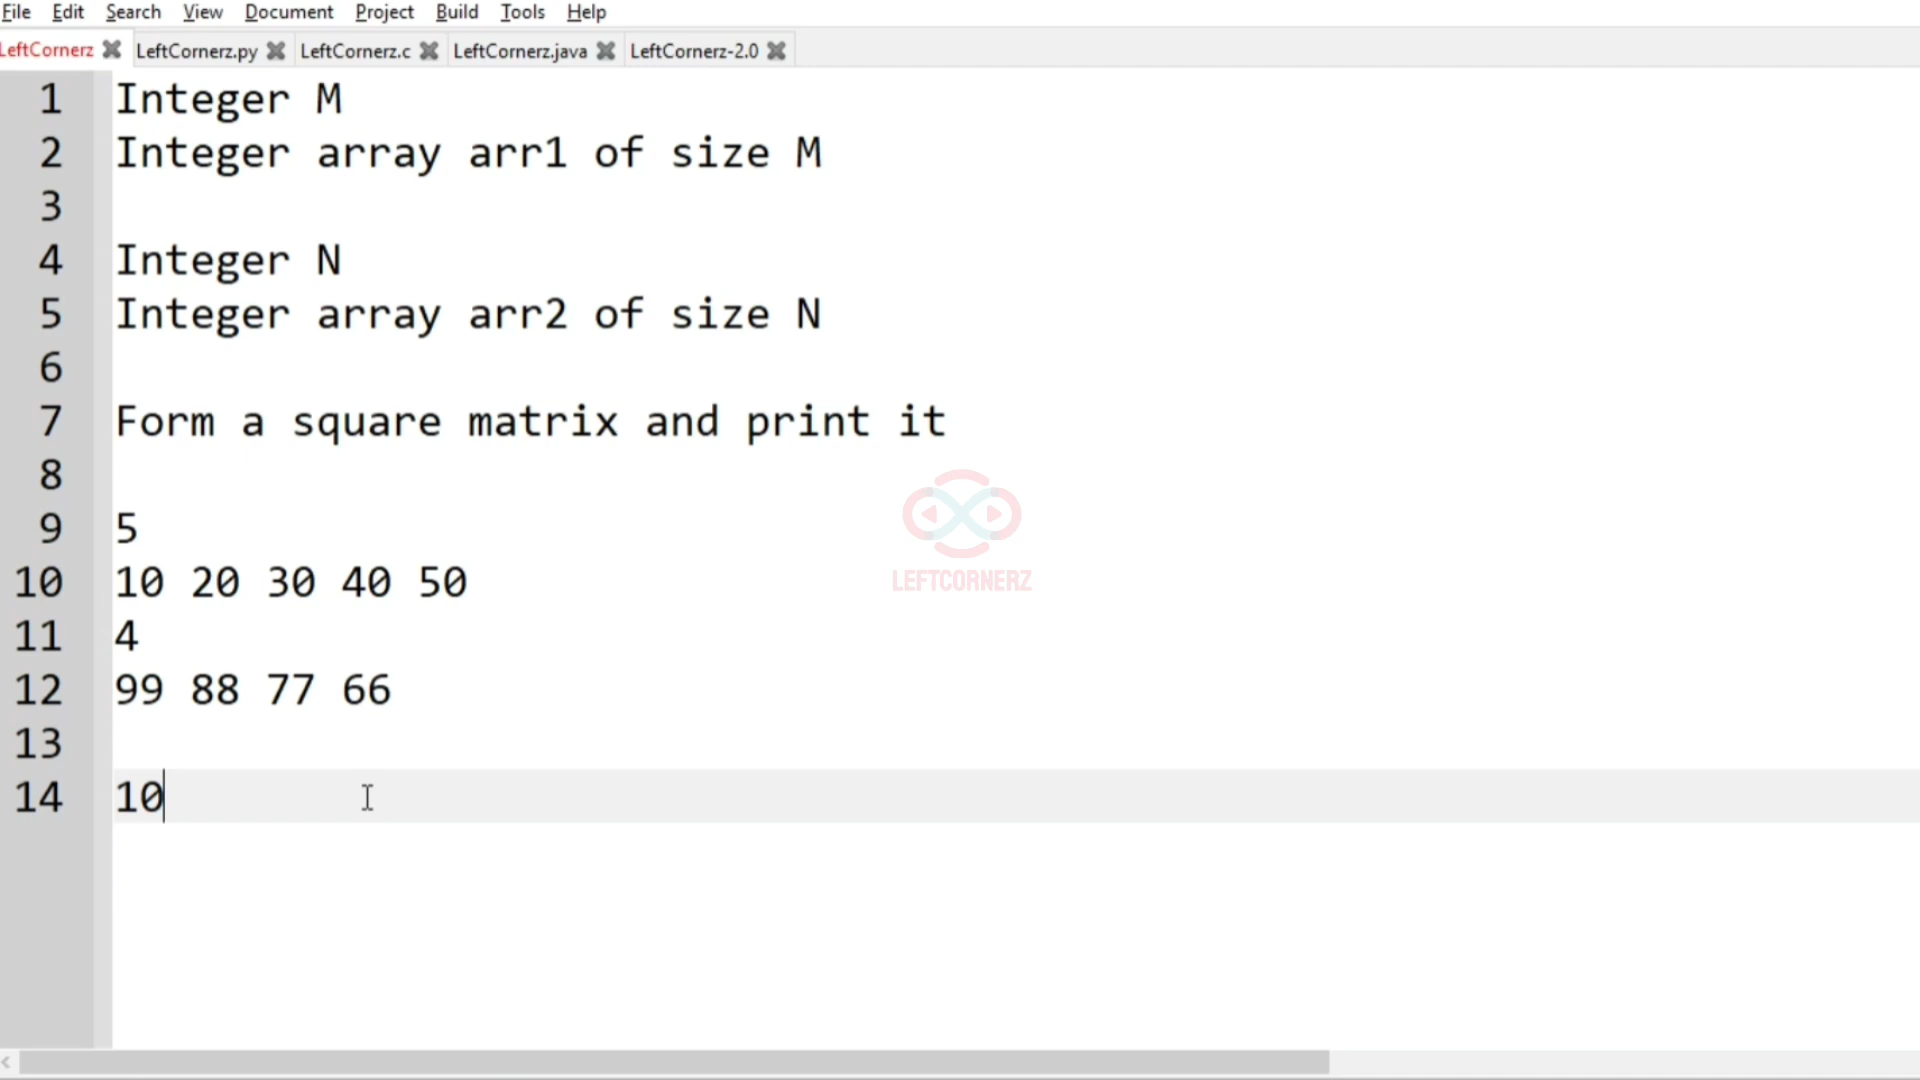 File Edit Search View Document Project Build Tools Help
LeftCornerz LeftCornerz.py LeftCornerz.c LeftCornerz.java LeftCornerz-2.0
1 Integer M
2 Integer array arr1 of size M
3
4 Integer N
5 Integer array arr2 of size N
6
7 Form a square matrix and print it
8
9 5
10 10 20 30 40 50
11 4
12 99 88 77 66
13
14 10
LEFTCORNERZ